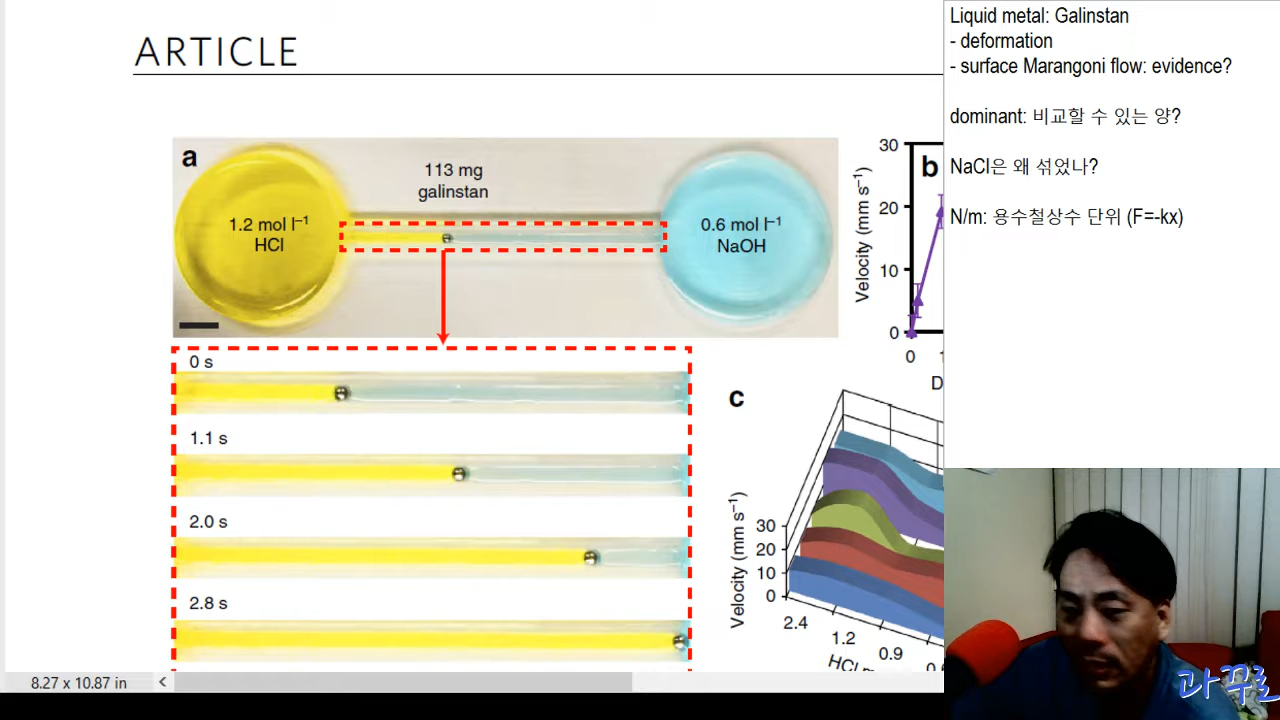 ARTICLE
a
113 mg
galinstan
1.2 mol l⁻¹
HCl
0.6 mol l⁻¹
NaOH
0 s
1.1 s
2.0 s
2.8 s
b
Velocity (mm s⁻¹)
30
20
10
0
0
1
D
c
Velocity (mm s⁻¹)
30
20
10
0
2.4
1.2
0.9
HCl
8.27 x 10.87 in
Liquid metal: Galinstan
- deformation
- surface Marangoni flow: evidence?
dominant: 비교할 수 있는 양?
NaCl은 왜 섞었나?
N/m: 용수철상수 단위 (F=-kx)
과꾸로